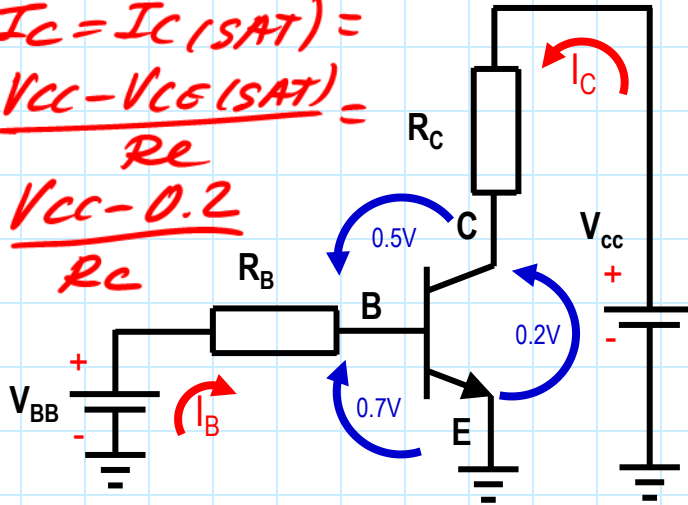 IC = IC (SAT) =
VCC - VCE (SAT) =
RC
VCC - 0.2
RC
IC
RC
C
0.5V
Vcc
+
-
RB
B
0.2V
+
-
VBB
IB
0.7V
E